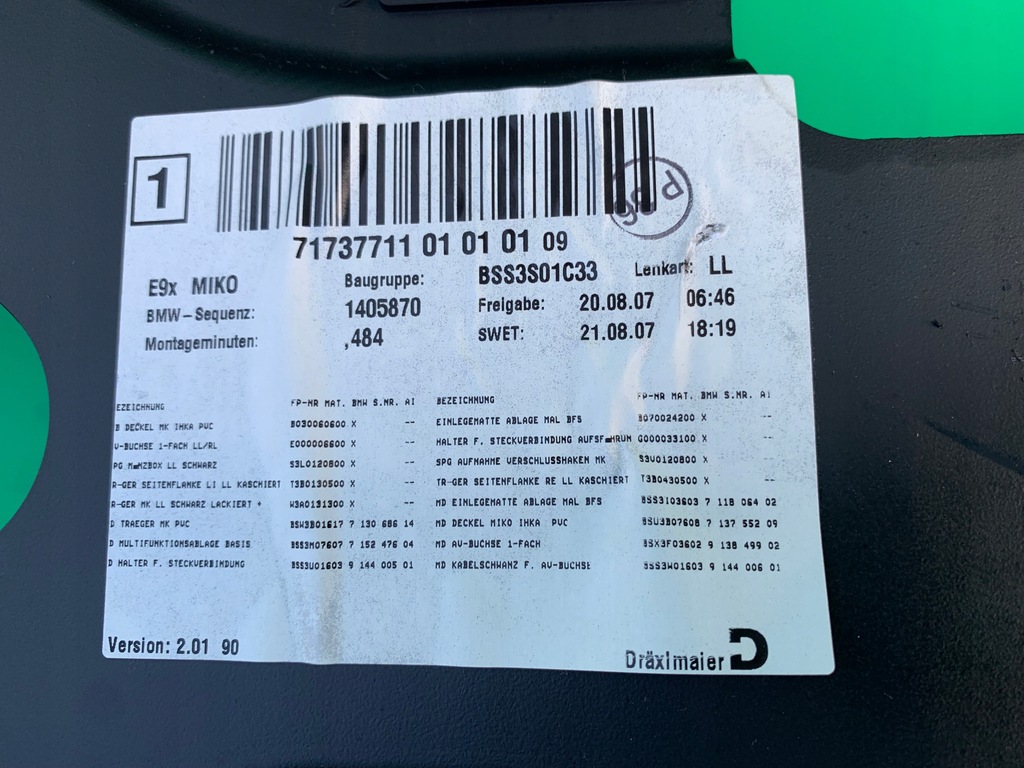 1
P 36
71737711 01 01 01 09
E9x MIKO Baugruppe: BSS3S01C33 Lenkart: LL
BMW-Sequenz: 1405870 Freigabe: 20.08.07 06:46
Montageminuten: ,484 SWET: 21.08.07 18:19
EZEICHNUNG FP-NR MAT. BMW S.NR. AI BEZEICHNUNG FP-NR MAT. BMW S.NR. AI
B DECKEL MK IHKA PVC B030060600 X -- EINLEGEMATTE ABLAGE MAL BFS B070024200 X --
V-BUCHSE 1-FACH LL/RL E000006600 X -- HALTER F. STECKVERBINDUNG AUFSF HRUN G000033100 X --
PG M NZBOX LL SCHWARZ S3L0120800 X -- SPG AUFNAHME VERSCHLUSSHAKEN MK S3U0120800 X --
R-GER SEITENFLANKE LI LL KASCHIERT T3B0130500 X -- TR-GER SEITENFLANKE RE LL KASCHIERT T3B0430500 X --
R-GER MK LL SCHWARZ LACKIERT + W3A0131300 X -- MD EINLEGEMATTE ABLAGE MAL BFS BSS3I03603 7 118 064 02
D TRAEGER MK PVC BSW3B01617 7 130 686 14 MD DECKEL MIKO IHKA PVC BSU3B07608 7 137 552 09
D MULTIFUNKTIONSABLAGE BASIS BSS3M07607 7 152 476 04 MD AV-BUCHSE 1-FACH BSX3F03602 9 138 499 02
D HALTER F. STECKVERBINDUNG BSS3U01603 9 144 005 01 MD KABELSCHWANZ F. AV-BUCHSE BSS3W01603 9 144 006 01
Version: 2.01 90
Dräxlmaier